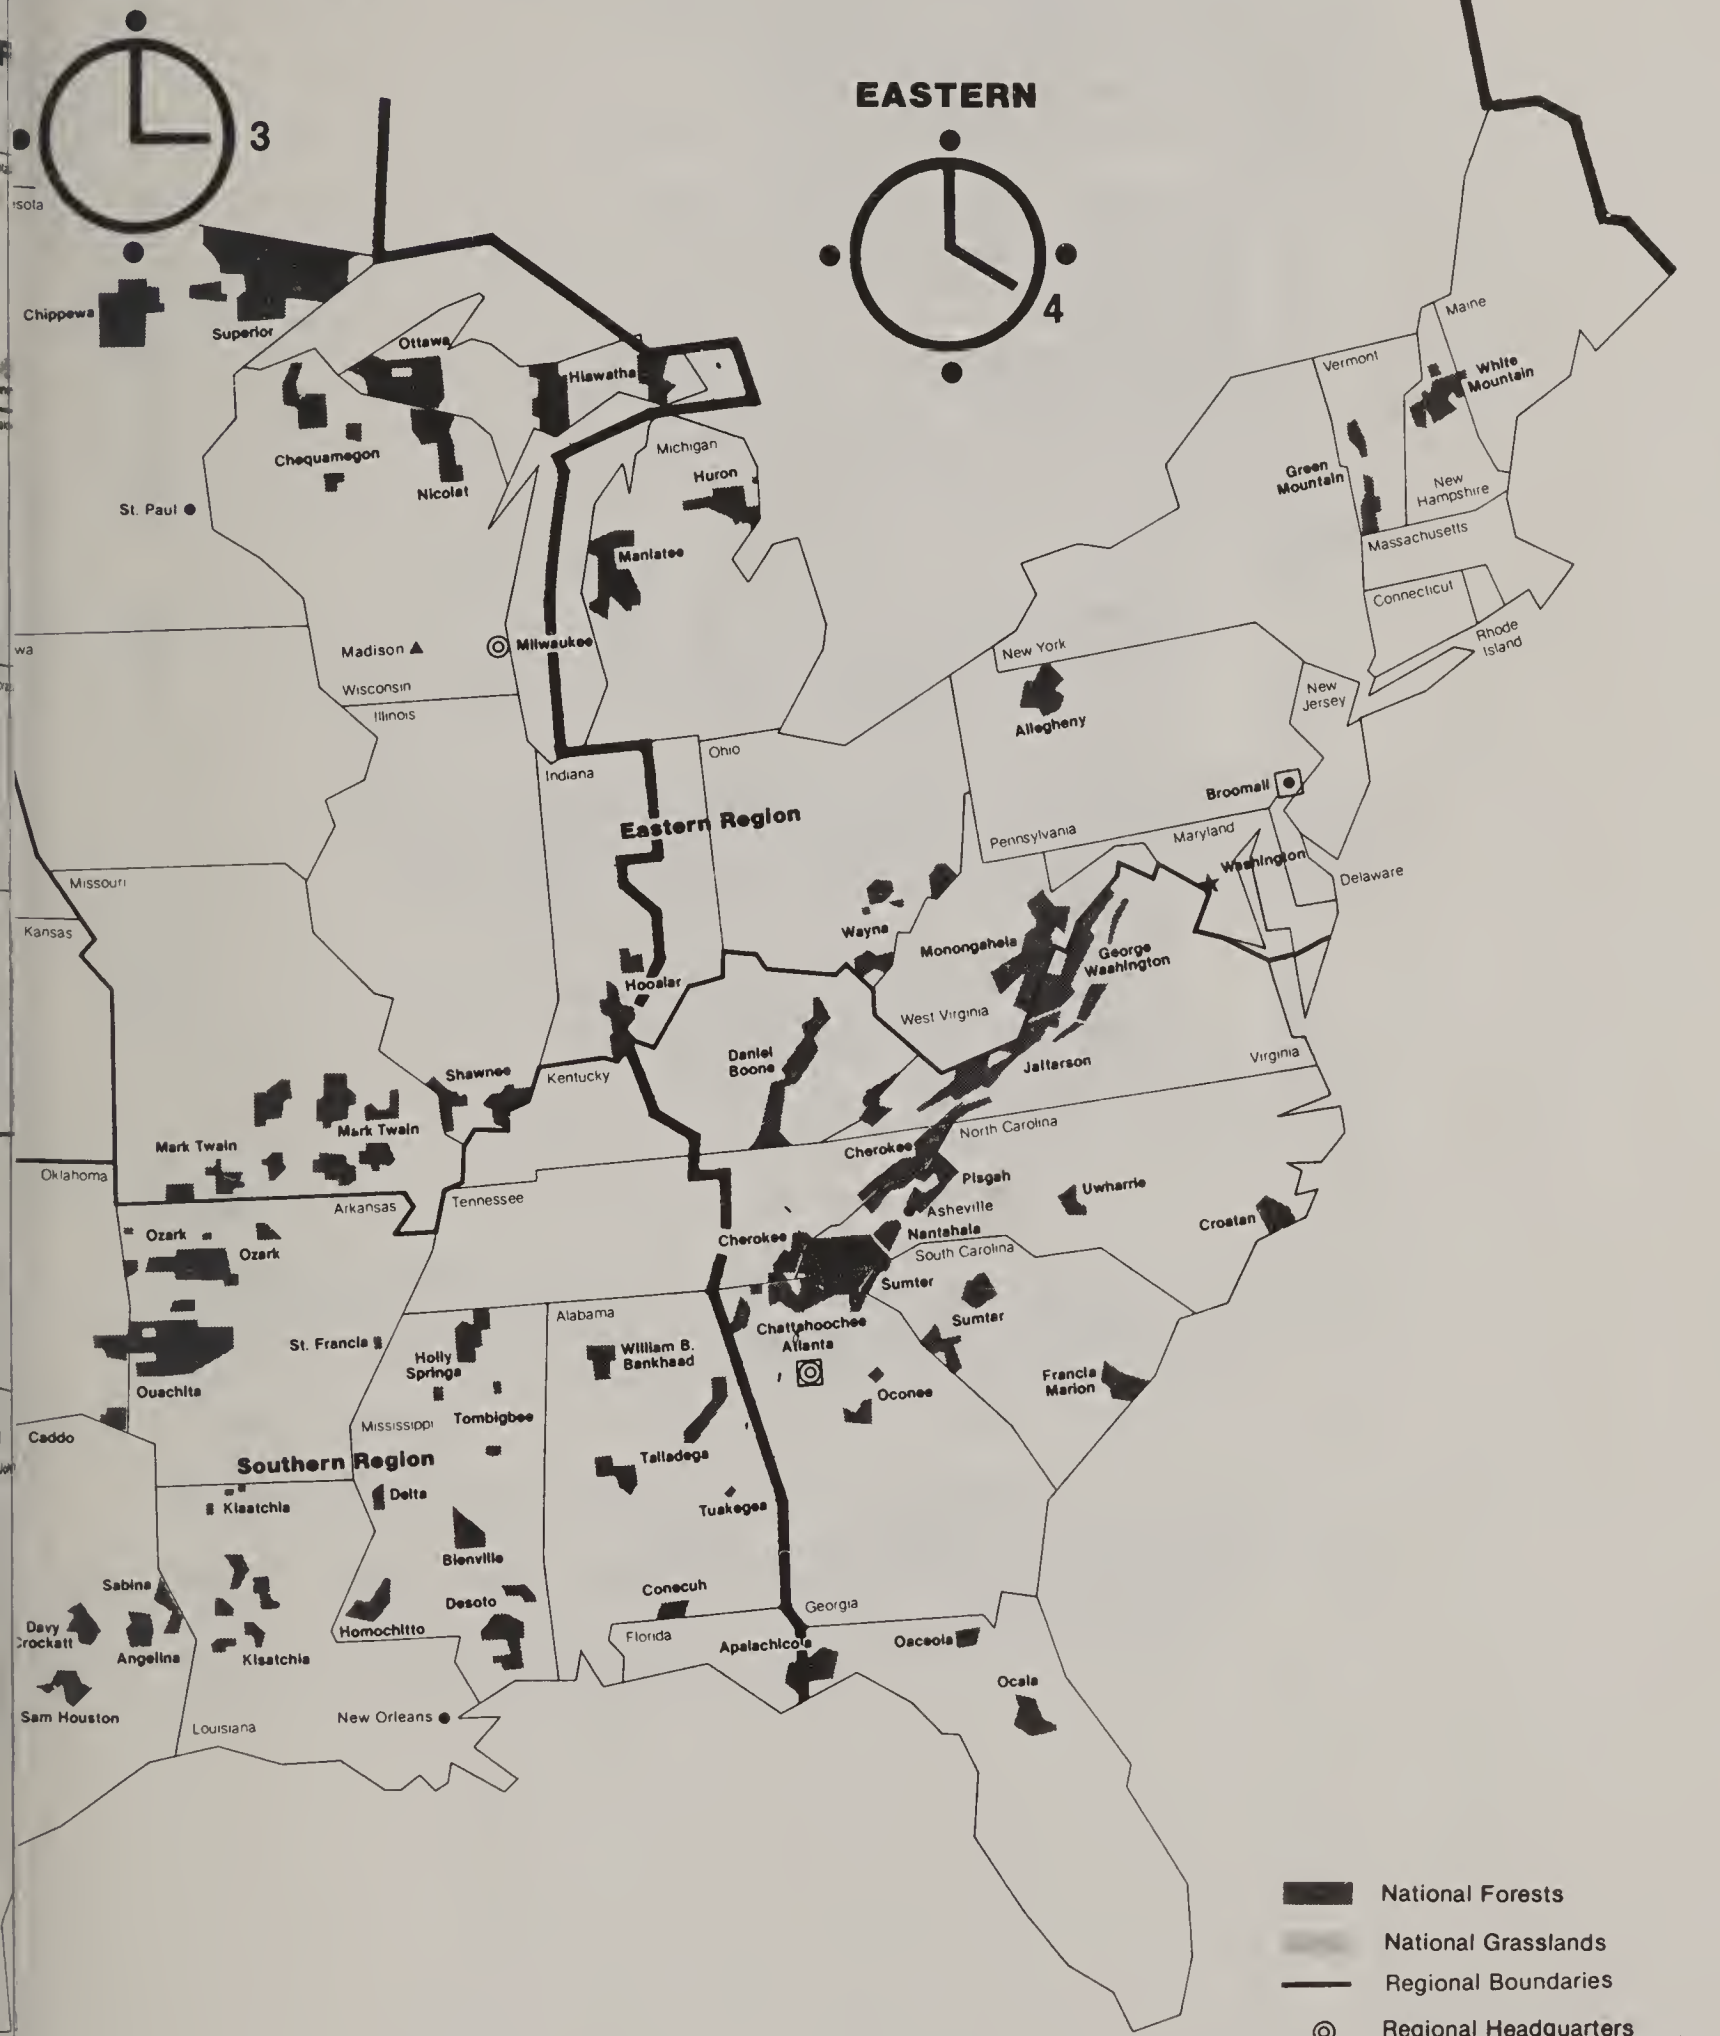 3
EASTERN
4
sota
Chippewa
Superior
Ottawa
Hiawatha
Chequamegon
Nicolet
St. Paul
Michigan
Huron
Manistee
Maine
Vermont
White
Mountain
Green
Mountain
New
Hampshire
Massachusetts
Connecticut
Rhode
Island
wa
Madison
Milwaukee
Wisconsin
Illinois
New York
Allegheny
New
Jersey
Indiana
Ohio
Broomall
Eastern Region
Pennsylvania
Maryland
Washington
Delaware
Missouri
Kansas
Wayne
Monongahela
George
Washington
Hoosier
West Virginia
Daniel
Boone
Jefferson
Virginia
Shawnee
Kentucky
Mark Twain
Mark Twain
Oklahoma
Arkansas
Tennessee
North Carolina
Cherokee
Pisgah
Asheville
Uwharrie
Croatan
Ozark
Ozark
Cherokee
Nantahala
South Carolina
Sumter
Sumter
Alabama
Chattahoochee
Atlanta
St. Francis
Holly
Springs
William B.
Bankhead
Ouachita
Oconee
Francis
Marion
Caddo
Mississippi
Tombigbee
Southern Region
Talladega
Kisatchie
Delta
Tuskegee
Bienville
Sabine
Conecuh
Desoto
Georgia
Davy
Crockett
Angelina
Kisatchie
Homochitto
Florida
Apalachicola
Osceola
Ocala
Sam Houston
Louisiana
New Orleans
National Forests
National Grasslands
Regional Boundaries
Regional Headquarters